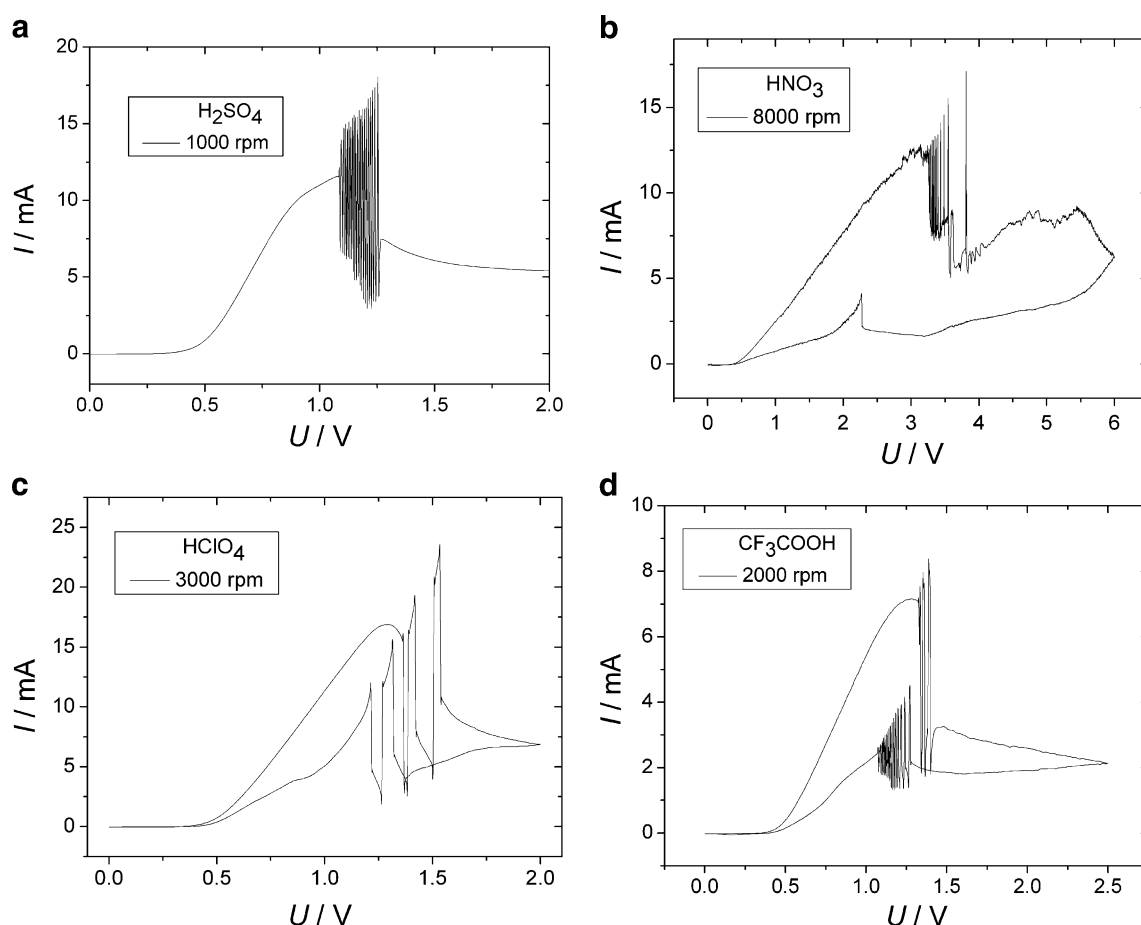 a
H2SO4
1000 rpm
20
15
10
5
0
I / mA
0.0 0.5 1.0 1.5 2.0
U / V
b
HNO3
8000 rpm
15
10
5
0
I / mA
0 1 2 3 4 5 6
U / V
c
HClO4
3000 rpm
25
20
15
10
5
0
I / mA
0.0 0.5 1.0 1.5 2.0
U / V
d
CF3COOH
2000 rpm
10
8
6
4
2
0
I / mA
0.0 0.5 1.0 1.5 2.0 2.5
U / V